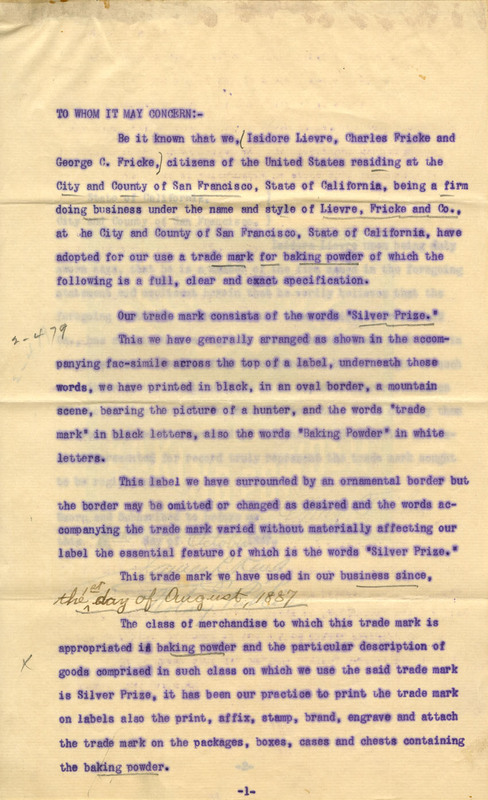 TO WHOM IT MAY CONCERN:-
Be it known that we,(Isidore Lievre, Charles Fricke and
George C. Fricke,) citizens of the United States residing at the
City and County of San Francisco, State of California, being a firm
doing business under the name and style of Lievre, Fricke and Co.,
at he City and County of San Francisco, State of California, have
adopted for our use a trade mark for baking powder of which the
following is a full, clear and exact specification.
Our trade mark consists of the words "Silver Prize."
2-479
This we have generally arranged as shown in the accom-
panying fac-simile across the top of a label, underneath these
words, we have printed in black, in an oval border, a mountain
scene, bearing the picture of a hunter, and the words "trade
mark" in black letters, also the words "Baking Powder" in white
letters.
This label we have surrounded by an ornamental border but
the border may be omitted or changed as desired and the words ac-
companying the trade mark varied without materially affecting our
label the essential feature of which is the words "Silver Prize."
This trade mark we have used in our business since,
the 1st day of August, 1887
The class of merchandise to which this trade mark is
appropriated is baking powder and the particular description of
x
goods comprised in such class on which we use the said trade mark
is Silver Prize, it has been our practice to print the trade mark
on labels also the print, affix, stamp, brand, engrave and attach
the trade mark on the packages, boxes, cases and chests containing
the baking powder.
-1-